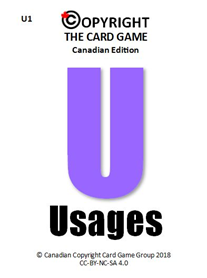 U1
©OPYRIGHT
THE CARD GAME
Canadian Edition
U
Usages
© Canadian Copyright Card Game Group 2018
CC-BY-NC-SA 4.0